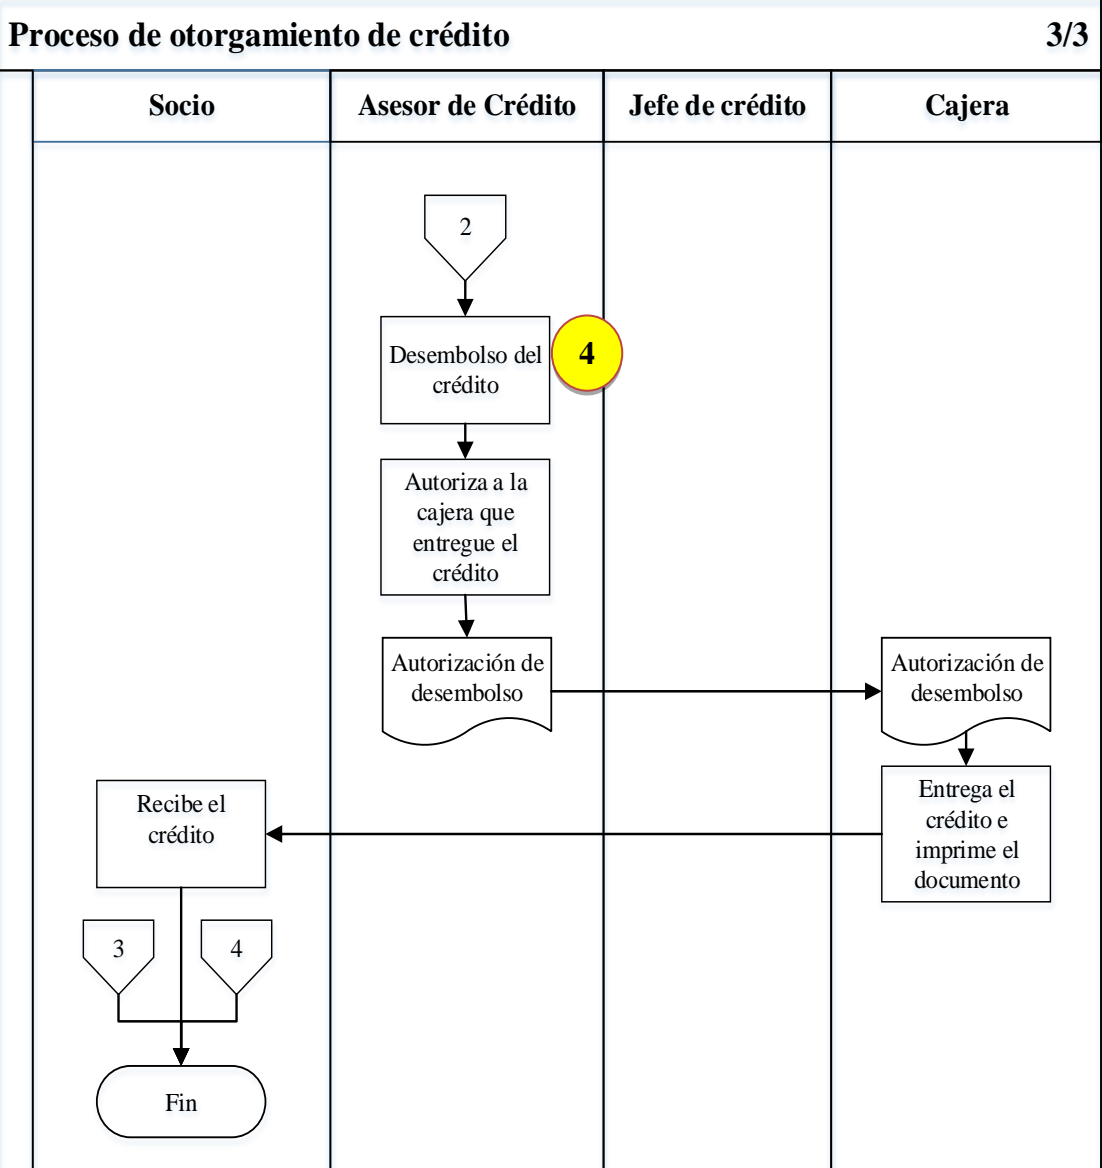 Proceso de otorgamiento de crédito 3/3
Socio
Asesor de Crédito
Jefe de crédito
Cajera
2
Desembolso del
crédito
4
Autoriza a la
cajera que
entregue el
crédito
Autorización de
desembolso
Autorización de
desembolso
Entrega el
crédito e
imprime el
documento
Recibe el
crédito
3
4
Fin